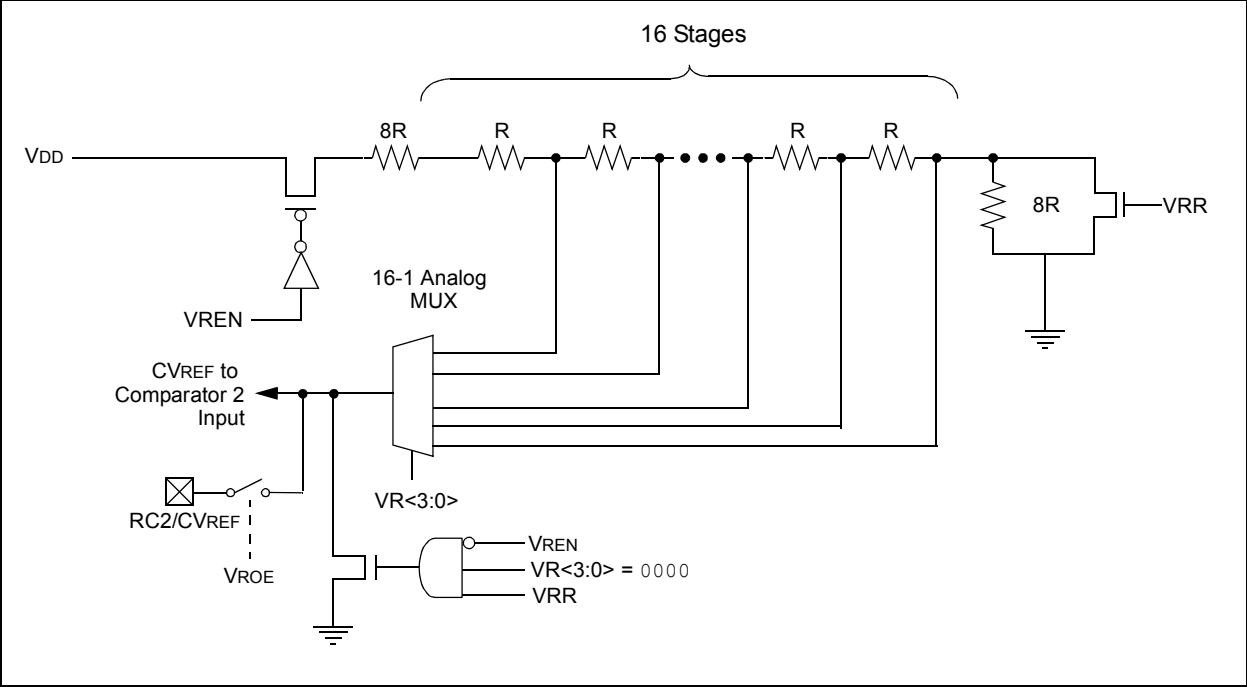 16 Stages
8R
R
R
R
R
VDD
8R
VRR
16-1 Analog
MUX
VREN
CVREF to
Comparator 2
Input
VR<3:0>
RC2/CVREF
VROE
VREN
VR<3:0> = 0000
VRR